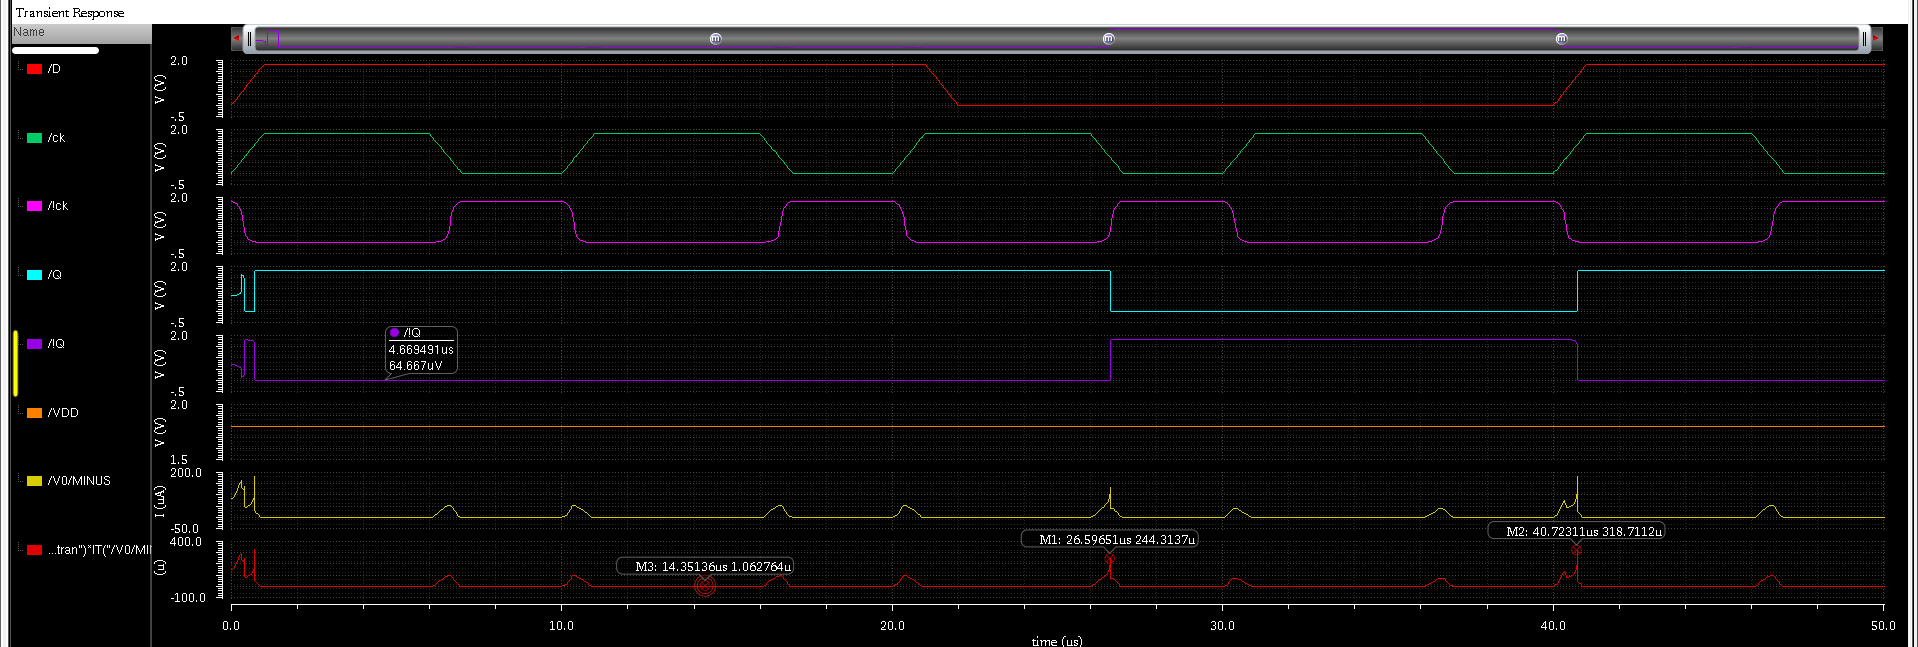 Transient Response
Name
/D
/ck
/!ck
/Q
/!Q
/VDD
/V0/MINUS
...tran")*IT("/V0/MI
V (V)
2.0
-.5
V (V)
2.0
-.5
V (V)
2.0
-.5
V (V)
2.0
-.5
V (V)
2.0
-.5
V (V)
2.0
1.5
I (uA)
200.0
-50.0
(u)
400.0
-100.0
m
m
m
/!Q
4.669491us
64.667uV
M3: 14.35136us 1.062764u
M1: 26.59651us 244.3137u
M2: 40.72311us 318.7112u
0.0
10.0
20.0
30.0
40.0
50.0
time (us)